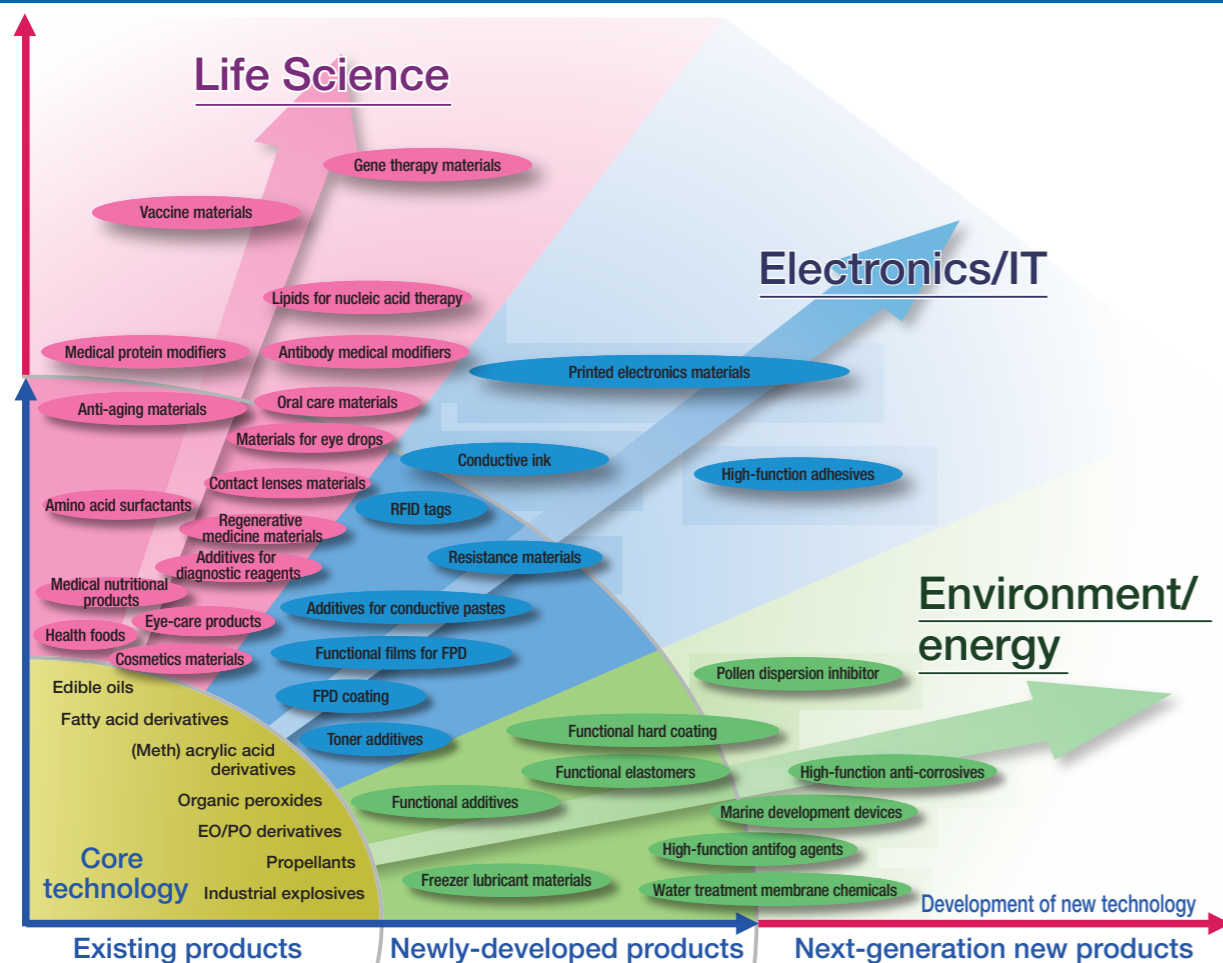 Life Science
Gene therapy materials
Vaccine materials
Electronics/IT
Lipids for nucleic acid therapy
Medical protein modifiers
Antibody medical modifiers
Printed electronics materials
Anti-aging materials
Oral care materials
Materials for eye drops
Conductive ink
High-function adhesives
Contact lenses materials
Amino acid surfactants
RFID tags
Regenerative
medicine materials
Resistance materials
Additives for
diagnostic reagents
Medical nutritional
products
Additives for conductive pastes
Environment/
energy
Eye-care products
Health foods
Functional films for FPD
Cosmetics materials
Pollen dispersion inhibitor
Edible oils
FPD coating
Fatty acid derivatives
Functional hard coating
Toner additives
(Meth) acrylic acid
derivatives
Functional elastomers
High-function anti-corrosives
Organic peroxides
Functional additives
Marine development devices
EO/PO derivatives
High-function antifog agents
Propellants
Core
technology
Industrial explosives
Freezer lubricant materials
Water treatment membrane chemicals
Development of new technology
Existing products
Newly-developed products
Next-generation new products